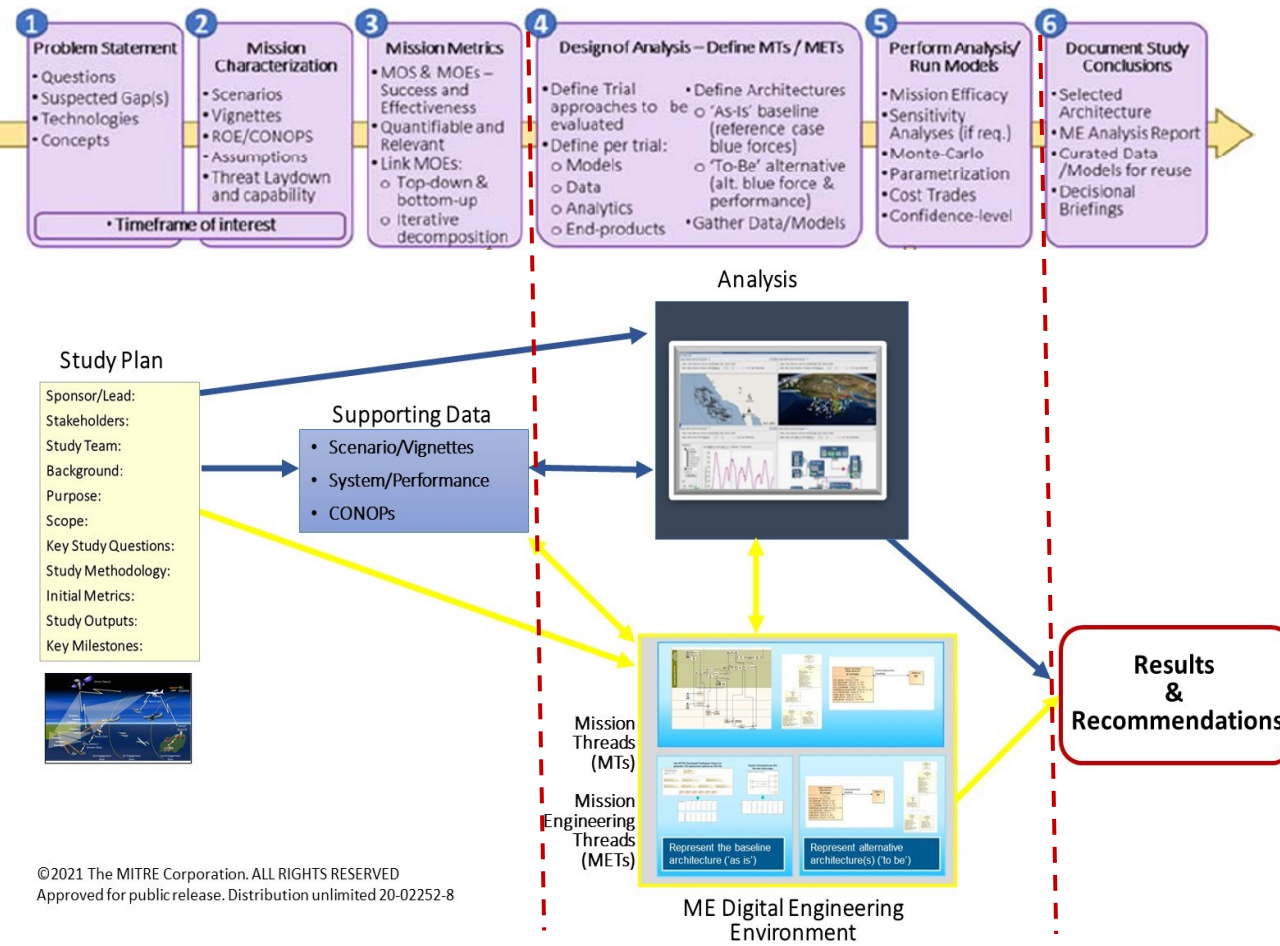 1
Problem Statement
• Questions
• Suspected Gap(s)
• Technologies
• Concepts
2
Mission
Characterization
• Scenarios
• Vignettes
• ROE/CONOPS
- Assumptions
• Threat Laydown
and capability
• Timeframe of interest
3
Mission Metrics
• MOS & MOEs –
Success and
Effectiveness
• Quantifiable and
Relevant
• Link MOEs:
o Top-down &
bottom-up
o Iterative
decomposition
4
Design of Analysis – Define MTs / METs
• Define Trial
approaches to be
evaluated
• Define per trial:
o Models
o Data
o Analytics
o End-products
• Define Architectures
o 'As-Is' baseline
(reference case
blue forces)
o 'To-Be' alternative
(alt. blue force &
performance)
• Gather Data/Models
5
Perform Analysis/
Run Models
• Mission Efficacy
• Sensitivity
Analyses (if req.)
• Monte-Carlo
• Parametrization
• Cost Trades
• Confidence-level
6
Document Study
Conclusions
• Selected
Architecture
• ME Analysis Report
• Curated Data
/Models for reuse
• Decisional
Briefings
Analysis
Study Plan
Sponsor/Lead:
Stakeholders:
Study Team:
Background:
Purpose:
Scope:
Key Study Questions:
Study Methodology:
Initial Metrics:
Study Outputs:
Key Milestones:
Supporting Data
• Scenario/Vignettes
• System/Performance
• CONOPs
Mission
Threads
(MTs)
Mission
Engineering
Threads
(METs)
Represent the baseline
architecture ('as is')
Represent alternative
architecture(s) ('to be')
ME Digital Engineering
Environment
Results
&
Recommendations
©2021 The MITRE Corporation. ALL RIGHTS RESERVED
Approved for public release. Distribution unlimited 20-02252-8